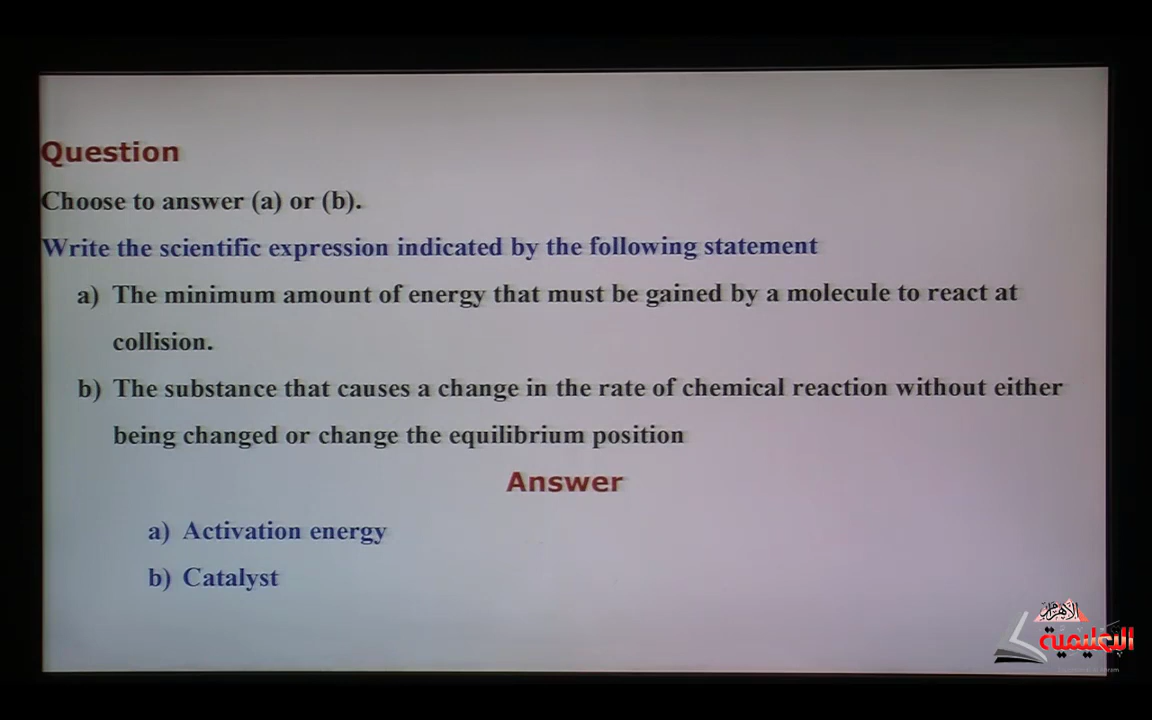 Question
Choose to answer (a) or (b).
Write the scientific expression indicated by the following statement
a) The minimum amount of energy that must be gained by a molecule to react at
collision.
b) The substance that causes a change in the rate of chemical reaction without either
being changed or change the equilibrium position
Answer
a) Activation energy
b) Catalyst
الأهرام
التعليمية